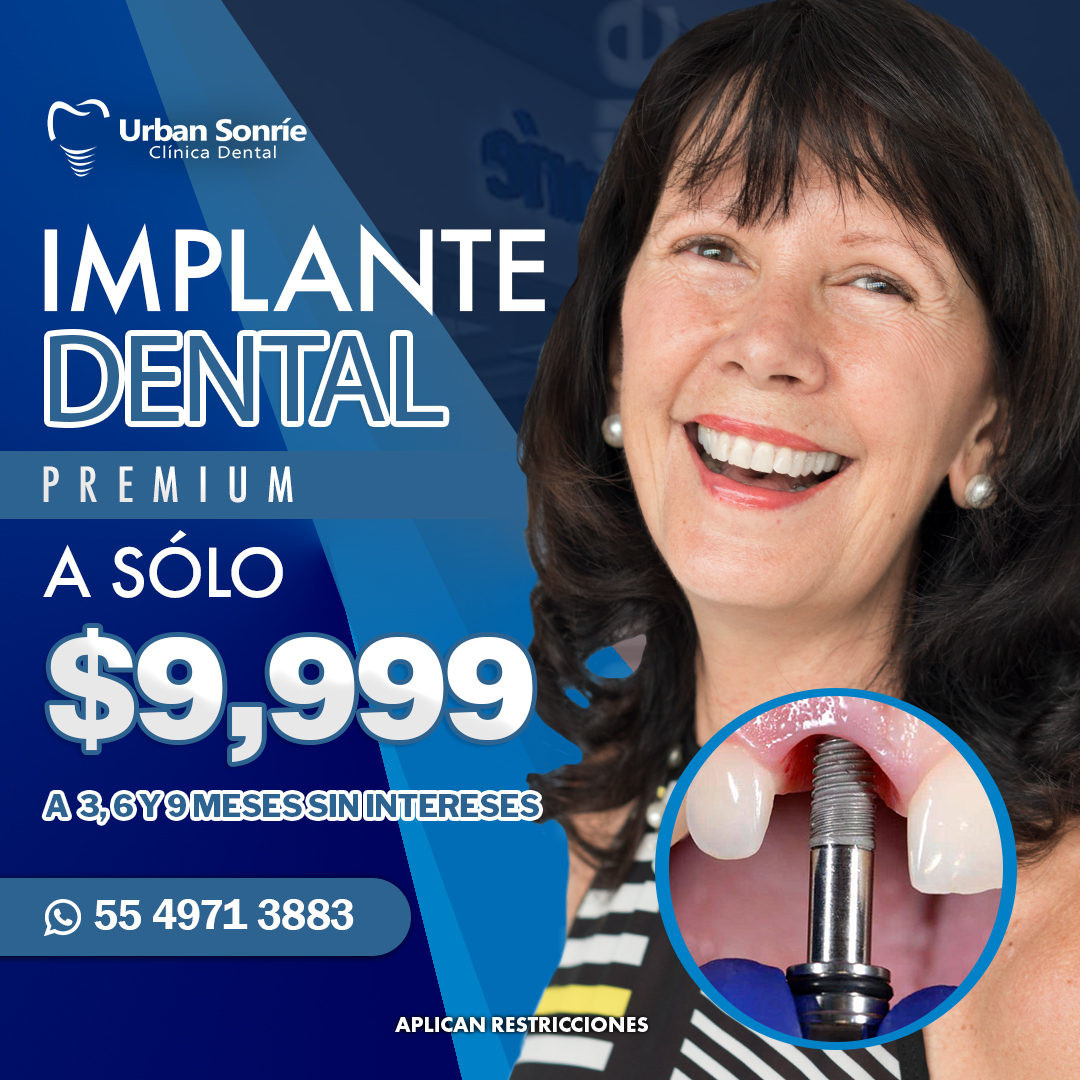 Urban Sonríe
Clínica Dental
IMPLANTE
DENTAL
PREMIUM
A SÓLO
$9,999
A 3, 6 Y 9 MESES SIN INTERESES
55 4971 3883
APLICAN RESTRICCIONES